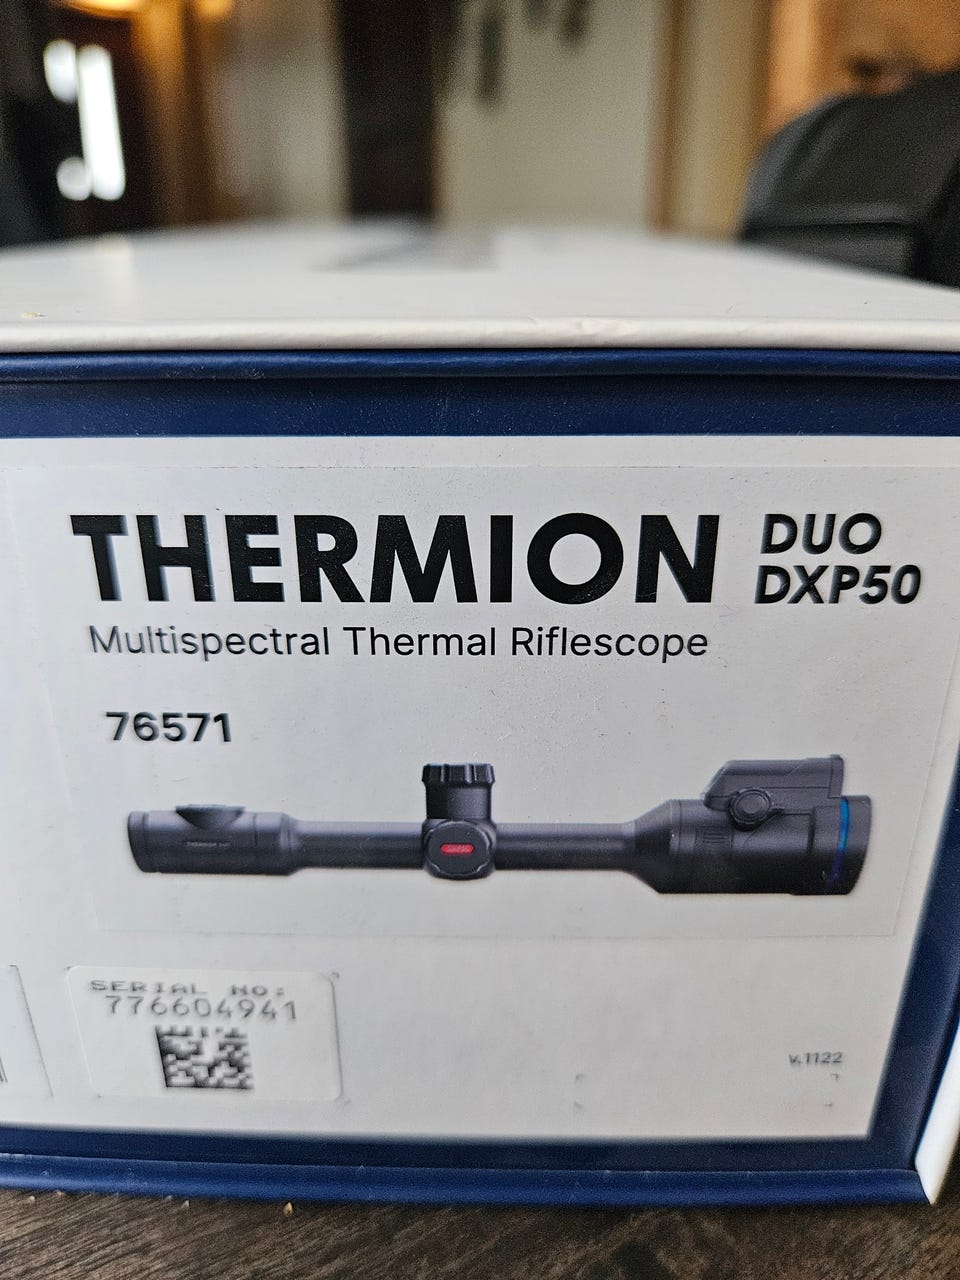 THERMION DUO
DXP50
Multispectral Thermal Riflescope
76571
SERIAL NO:
776604941
v.1122